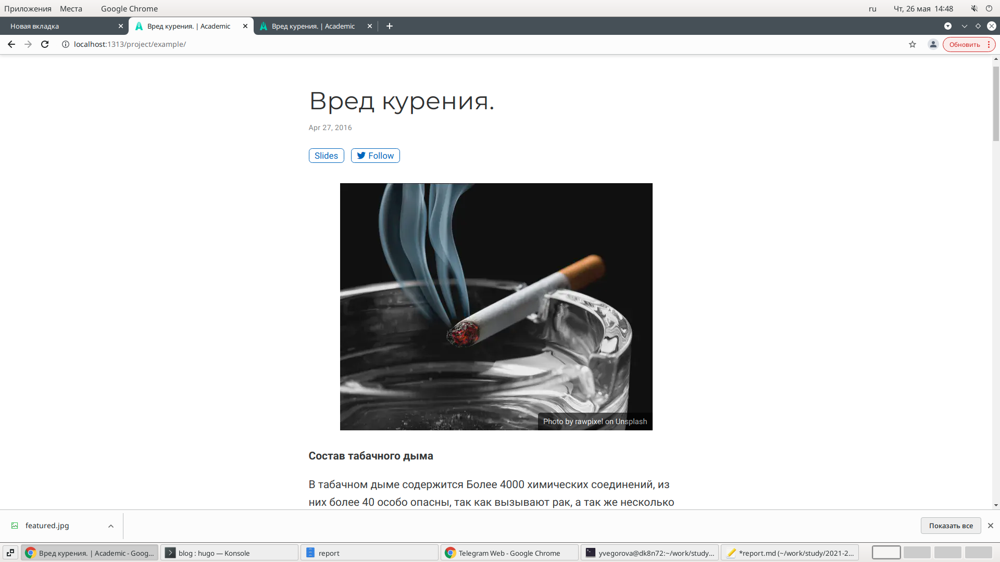 Приложения Места Google Chrome ru Чт, 26 мая 14:48
Новая вкладка Вред курения. | Academic Вред курения. | Academic
localhost:1313/project/example/ Обновить
Вред курения.
Apr 27, 2016
Slides Follow
Photo by rawpixel on Unsplash
Состав табачного дыма
В табачном дыме содержится Более 4000 химических соединений, из
них более 40 особо опасны, так как вызывают рак, а так же несколько
featured.jpg Показать все
Вред курения. | Academic - Goog... blog : hugo — Konsole report Telegram Web - Google Chrome yvegorova@dk8n72:~/work/study... *report.md (~/work/study/2021-2...